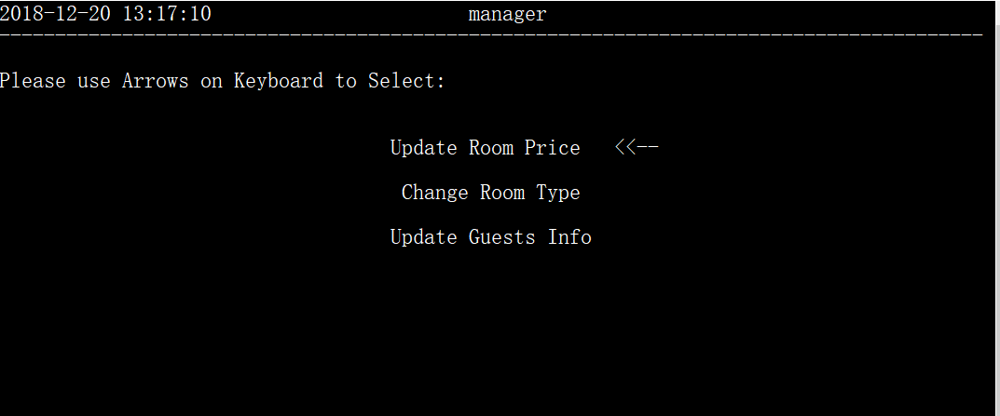 2018-12-20 13:17:10 manager
----------------------------------------------------------------------------------------
Please use Arrows on Keyboard to Select:
Update Room Price <<--
Change Room Type
Update Guests Info